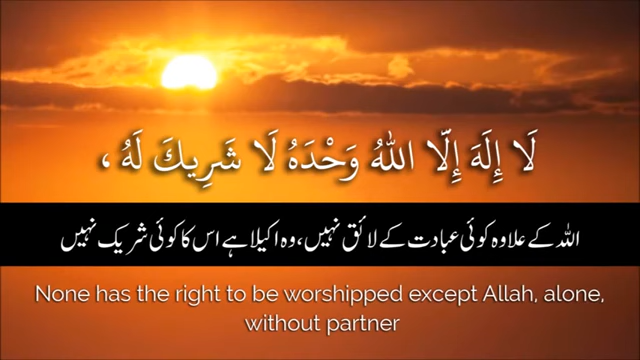 لَا إِلَهَ إِلَّا اللهُ وَحْدَهُ لَا شَرِيكَ لَهُ ،
اللہ کے علاوہ کوئی عبادت کے لائق نہیں، وہ اکیلا ہے اس کا کوئی شریک نہیں
None has the right to be worshipped except Allah, alone,
without partner